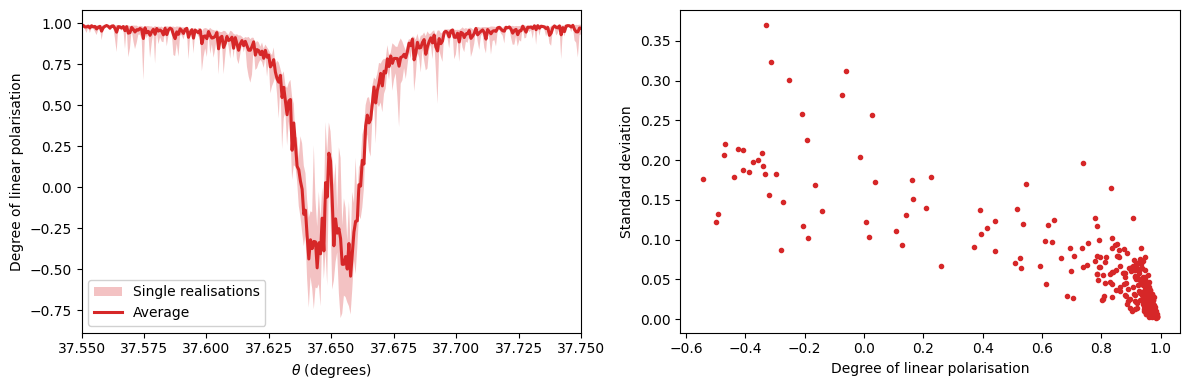 1.00
0.75
0.50
0.25
0.00
−0.25
−0.50
−0.75
Degree of linear polarisation
Single realisations
Average
37.550 37.575 37.600 37.625 37.650 37.675 37.700 37.725 37.750
θ (degrees)
0.35
0.30
0.25
0.20
0.15
0.10
0.05
0.00
Standard deviation
−0.6 −0.4 −0.2 0.0 0.2 0.4 0.6 0.8 1.0
Degree of linear polarisation